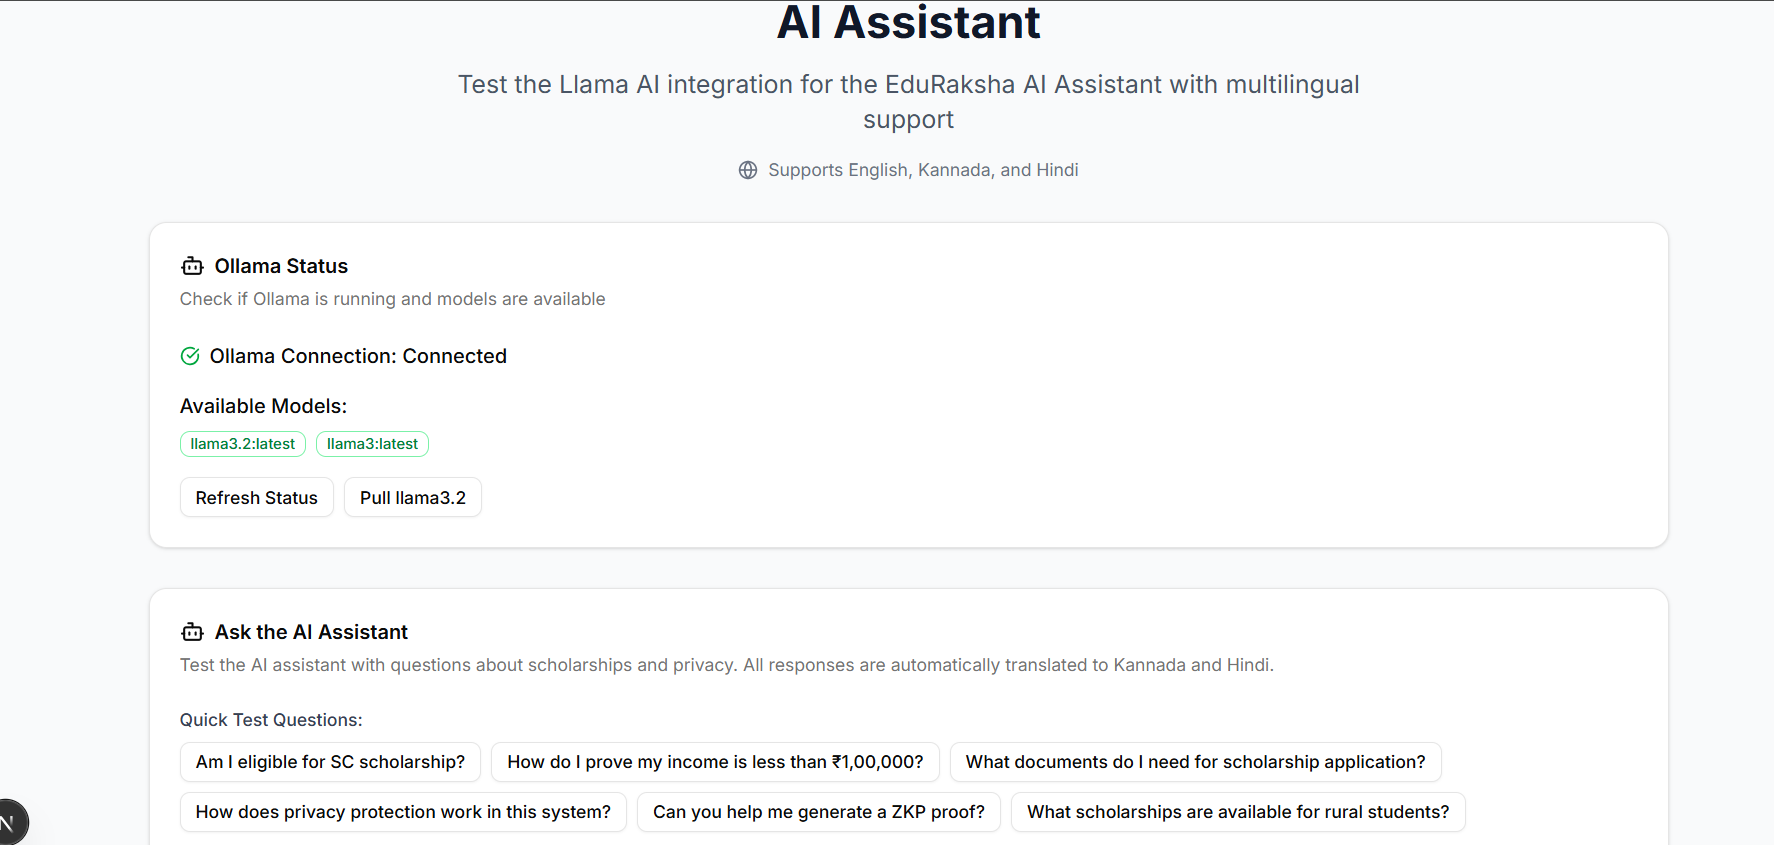 AI Assistant
Test the Llama AI integration for the EduRaksha AI Assistant with multilingual
support
Supports English, Kannada, and Hindi
Ollama Status
Check if Ollama is running and models are available
Ollama Connection: Connected
Available Models:
llama3.2:latest llama3:latest
Refresh Status Pull llama3.2
Ask the AI Assistant
Test the AI assistant with questions about scholarships and privacy. All responses are automatically translated to Kannada and Hindi.
Quick Test Questions:
Am I eligible for SC scholarship? How do I prove my income is less than ₹1,00,000? What documents do I need for scholarship application?
How does privacy protection work in this system? Can you help me generate a ZKP proof? What scholarships are available for rural students?
N